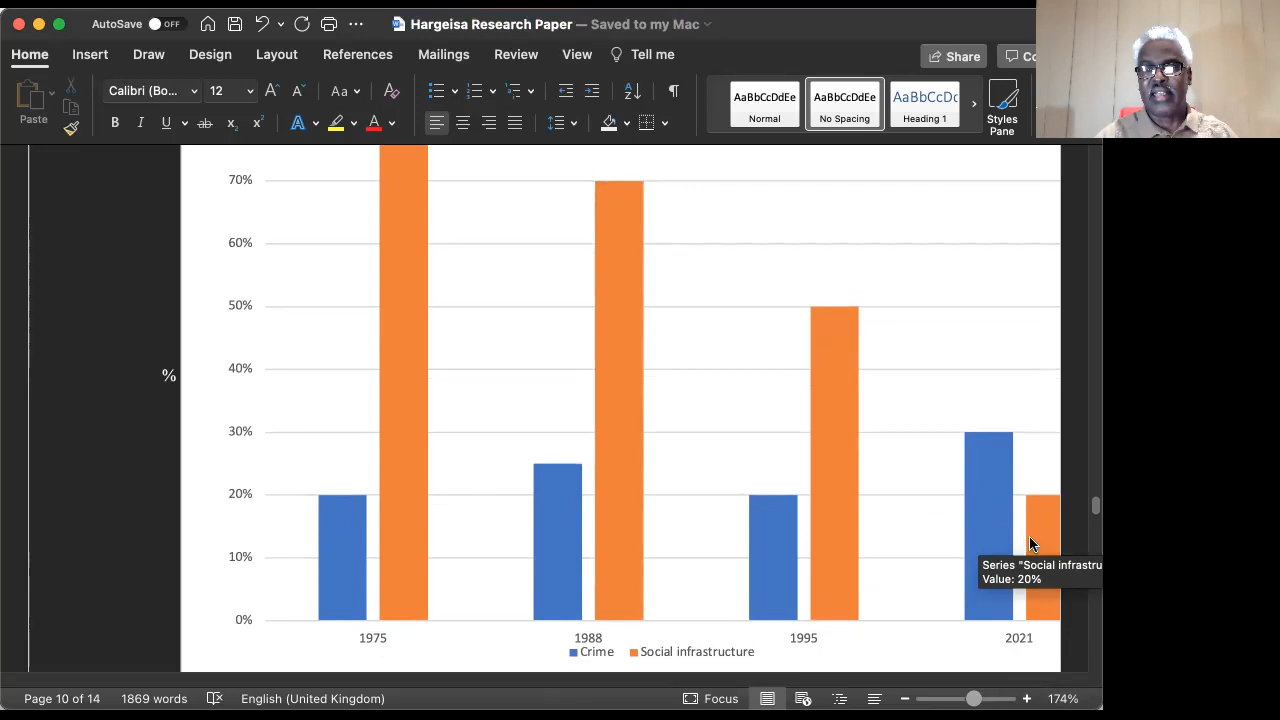 AutoSave OFF Hargeisa Research Paper — Saved to my Mac
Home Insert Draw Design Layout References Mailings Review View Tell me Share Co
Paste Calibri (Bo... 12 AaBbCcDdEe AaBbCcDdEe AaBbCcDc
Normal No Spacing Heading 1 Styles Pane
70%
60%
50%
40%
%
30%
20%
10%
Series "Social infrastru
Value: 20%
0%
1975 1988 1995 2021
Crime Social infrastructure
Page 10 of 14 1869 words English (United Kingdom) Focus 174%